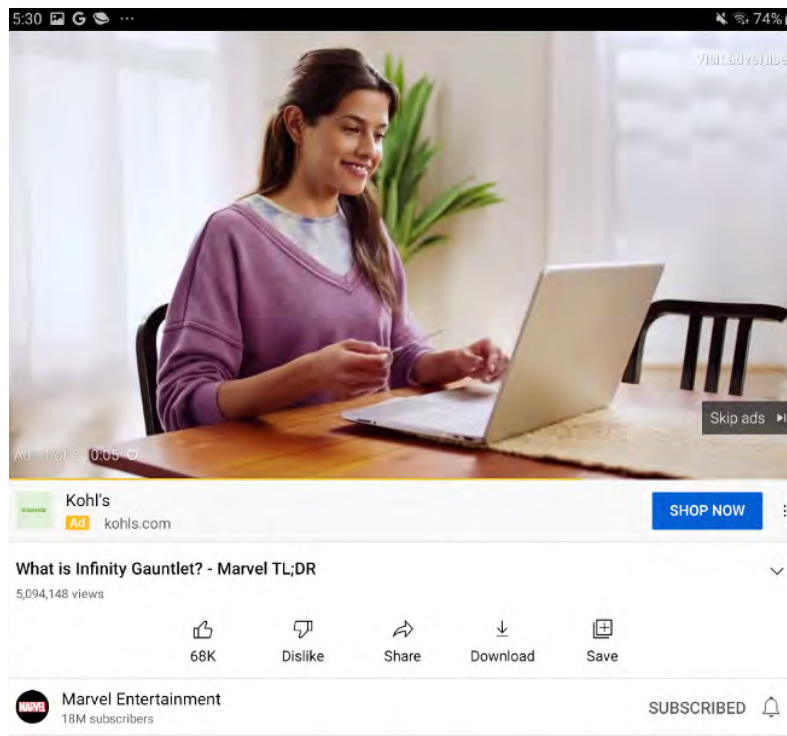 5:30 G ... 74%
Visit advertise
Skip ads
Ad · 1 of 2 · 0:05
Kohl's
KOHL'S
SHOP NOW
Ad kohls.com
What is Infinity Gauntlet? - Marvel TL;DR
5,094,148 views
68K Dislike Share Download Save
Marvel Entertainment
MARVEL
SUBSCRIBED
18M subscribers